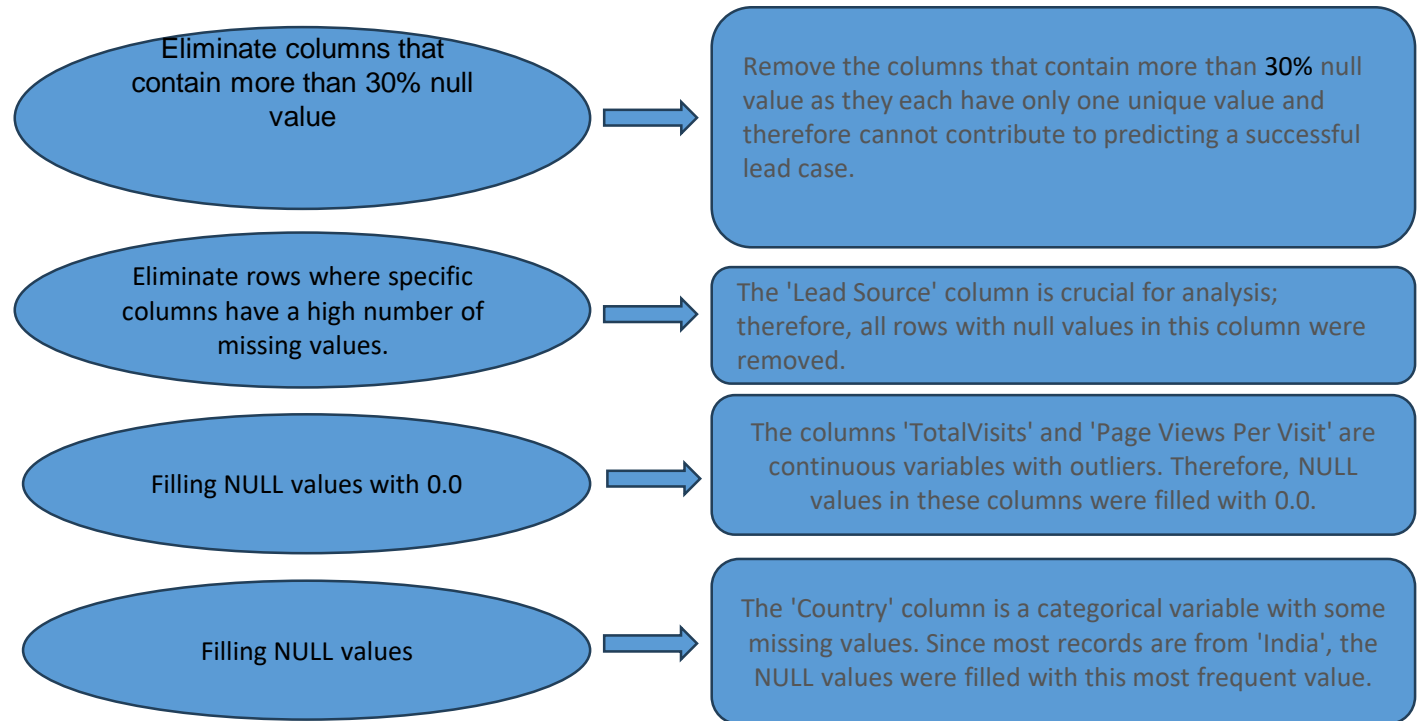 Eliminate columns that
contain more than 30% null
value
Remove the columns that contain more than 30% null
value as they each have only one unique value and
therefore cannot contribute to predicting a successful
lead case.
Eliminate rows where specific
columns have a high number of
missing values.
The 'Lead Source' column is crucial for analysis;
therefore, all rows with null values in this column were
removed.
Filling NULL values with 0.0
The columns 'TotalVisits' and 'Page Views Per Visit' are
continuous variables with outliers. Therefore, NULL
values in these columns were filled with 0.0.
Filling NULL values
The 'Country' column is a categorical variable with some
missing values. Since most records are from 'India', the
NULL values were filled with this most frequent value.